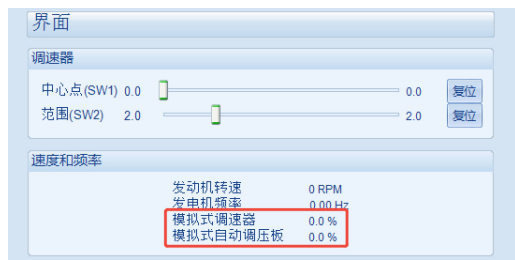 界面
调速器
中心点(SW1) 0.0 0.0 复位
范围(SW2) 2.0 2.0 复位
速度和频率
发动机转速 0 RPM
发电机频率 0.00 Hz
模拟式调速器 0.0 %
模拟式自动调压板 0.0 %